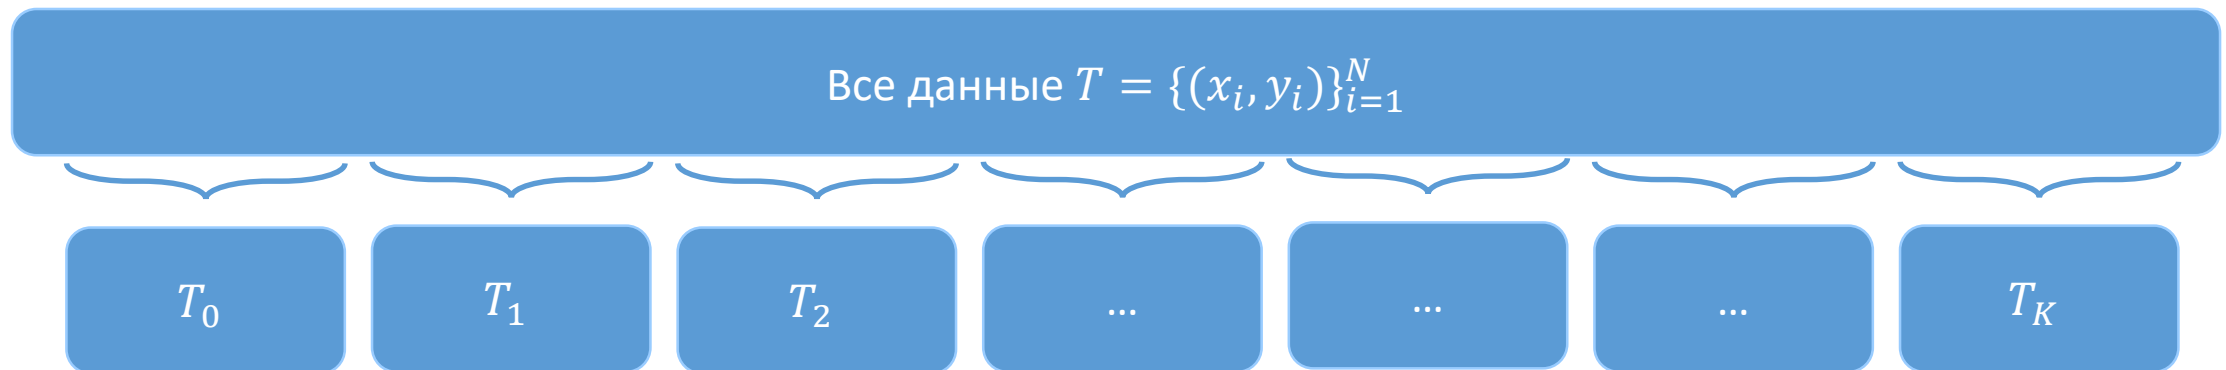 Все данные $T = \{(x_i, y_i)\}_{i=1}^{N}$
$T_0$ $T_1$ $T_2$ ... ... ... $T_K$